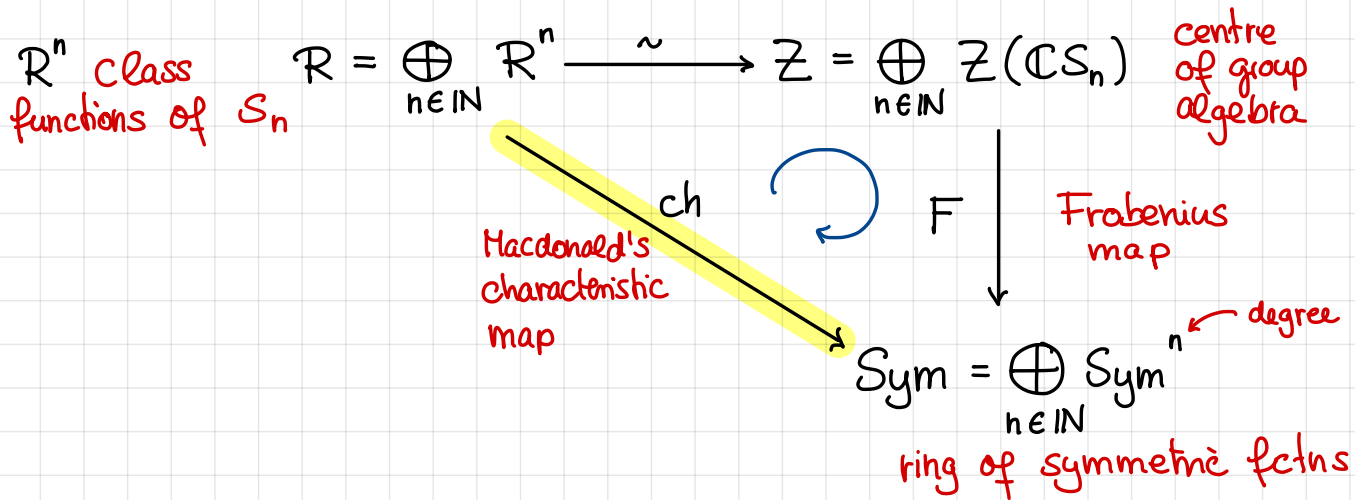 Rⁿ class functions of Sₙ
R = ⊕ Rⁿ ~ Z = ⊕ Z(ℂSₙ)
n∈ℕ n∈ℕ
centre
of group
algebra
ch
F
Frobenius
map
Macdonald's
characteristic
map
degree
Sym = ⊕ Symⁿ
n∈ℕ
ring of symmetric fctns